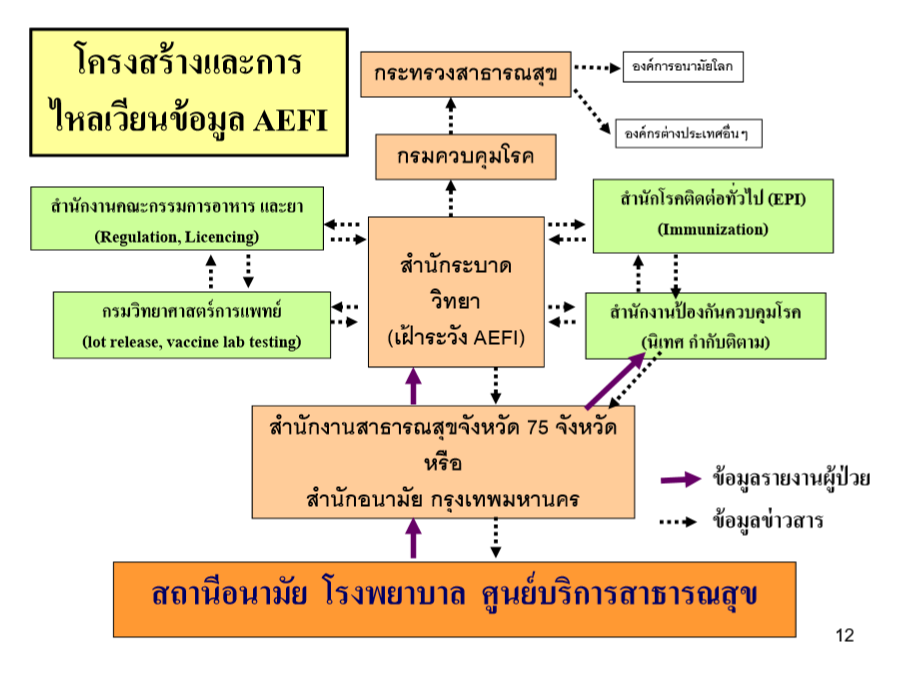 โครงสร้างและการ
ไหลเวียนข้อมูล AEFI
กระทรวงสาธารณสุข
องค์การอนามัยโลก
องค์กรต่างประเทศอื่นๆ
กรมควบคุมโรค
สำนักงานคณะกรรมการอาหาร และยา
(Regulation, Licencing)
สำนักโรคติดต่อทั่วไป (EPI)
(Immunization)
สำนักระบาด
วิทยา
(เฝ้าระวัง AEFI)
กรมวิทยาศาสตร์การแพทย์
(lot release, vaccine lab testing)
สำนักงานป้องกันควบคุมโรค
(นิเทศ กำกับติตาม)
สำนักงานสาธารณสุขจังหวัด 75 จังหวัด
หรือ
สำนักอนามัย กรุงเทพมหานคร
ข้อมูลรายงานผู้ป่วย
ข้อมูลข่าวสาร
สถานีอนามัย โรงพยาบาล ศูนย์บริการสาธารณสุข
12